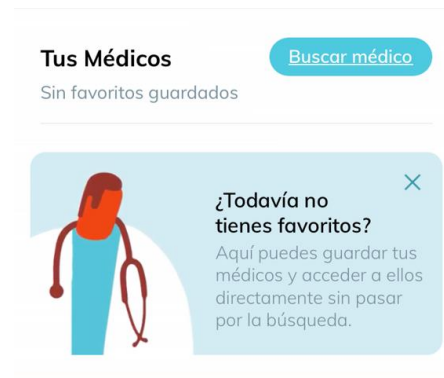 Tus Médicos
Buscar médico
Sin favoritos guardados
¿Todavía no
tienes favoritos?
Aquí puedes guardar tus
médicos y acceder a ellos
directamente sin pasar
por la búsqueda.